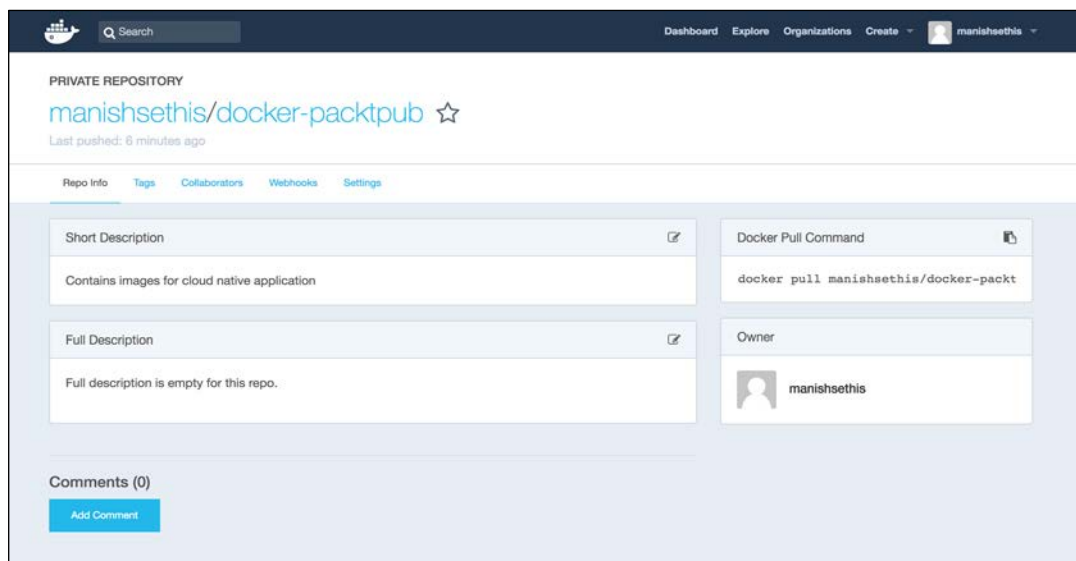 Search
Dashboard Explore Organizations Create manishsethis
PRIVATE REPOSITORY
manishsethis/docker-packtpub
Last pushed: 6 minutes ago
Repo Info Tags Collaborators Webhooks Settings
Short Description
Contains images for cloud native application
Full Description
Full description is empty for this repo.
Docker Pull Command
docker pull manishsethis/docker-packt
Owner
manishsethis
Comments (0)
Add Comment